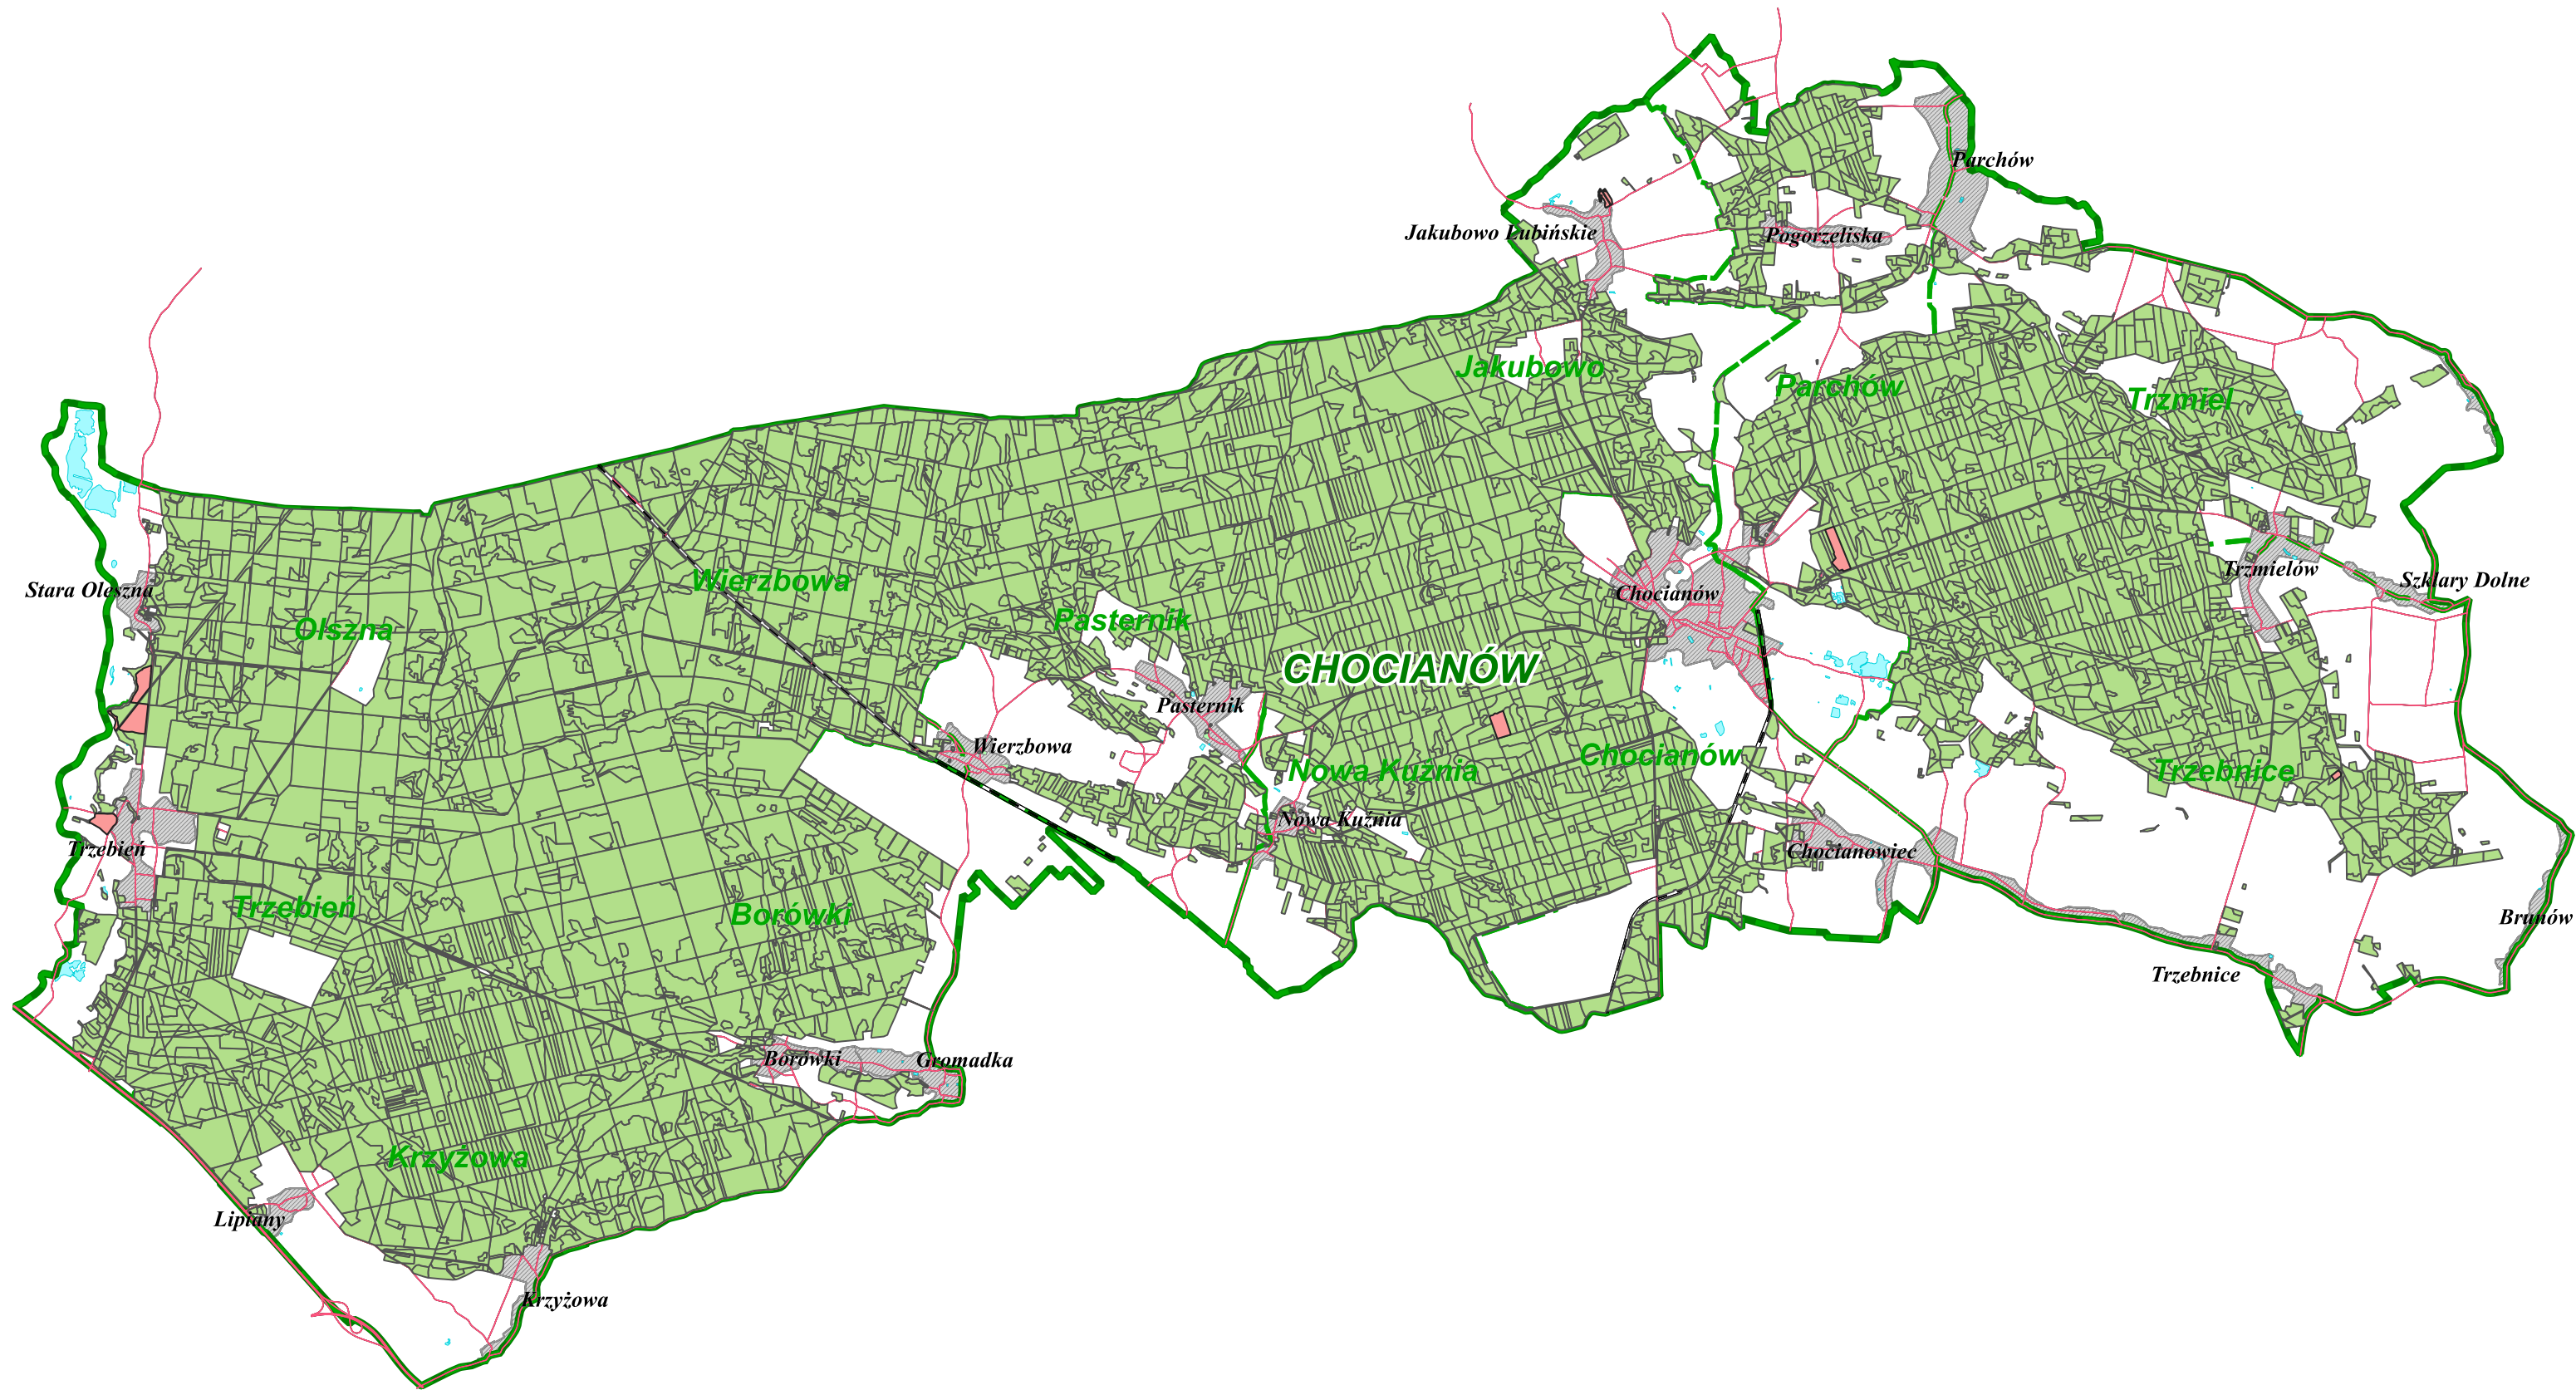 Parchów
Jakubowo Lubińskie
Pogorzeliska
Jakubowo
Parchów
Trzmiel
Stara Oleszna
Wierzbowa
Trzmielów
Szklary Dolne
Chocianów
Olszna
Pasternik
CHOCIANÓW
Pasternik
Wierzbowa
Chocianów
Nowa Kuźnia
Trzebnice
Nowa Kuźnia
Trzebień
Chocianowiec
Trzebień
Borówki
Brunów
Trzebnice
Borówki
Gromadka
Krzyżowa
Lipiany
Krzyżowa